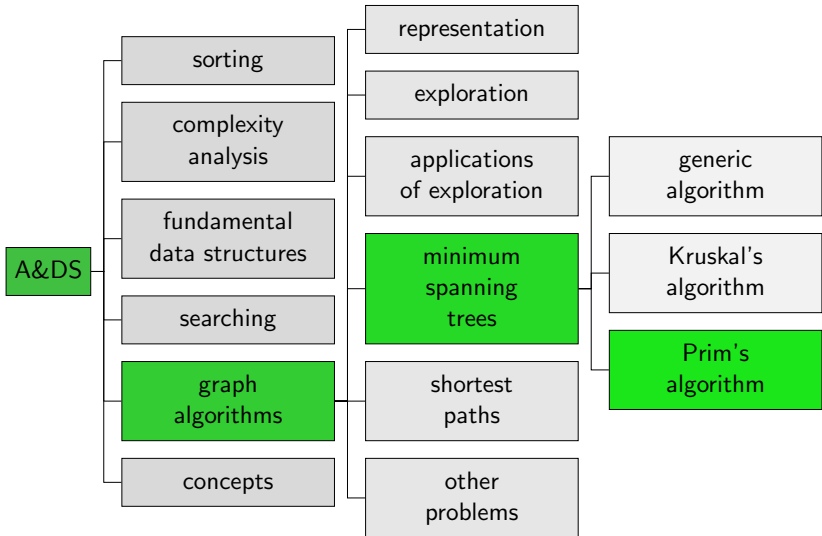 A&DS
sorting
complexity
analysis
fundamental
data structures
searching
graph
algorithms
concepts
representation
exploration
applications
of exploration
minimum
spanning
trees
shortest
paths
other
problems
generic
algorithm
Kruskal's
algorithm
Prim's
algorithm